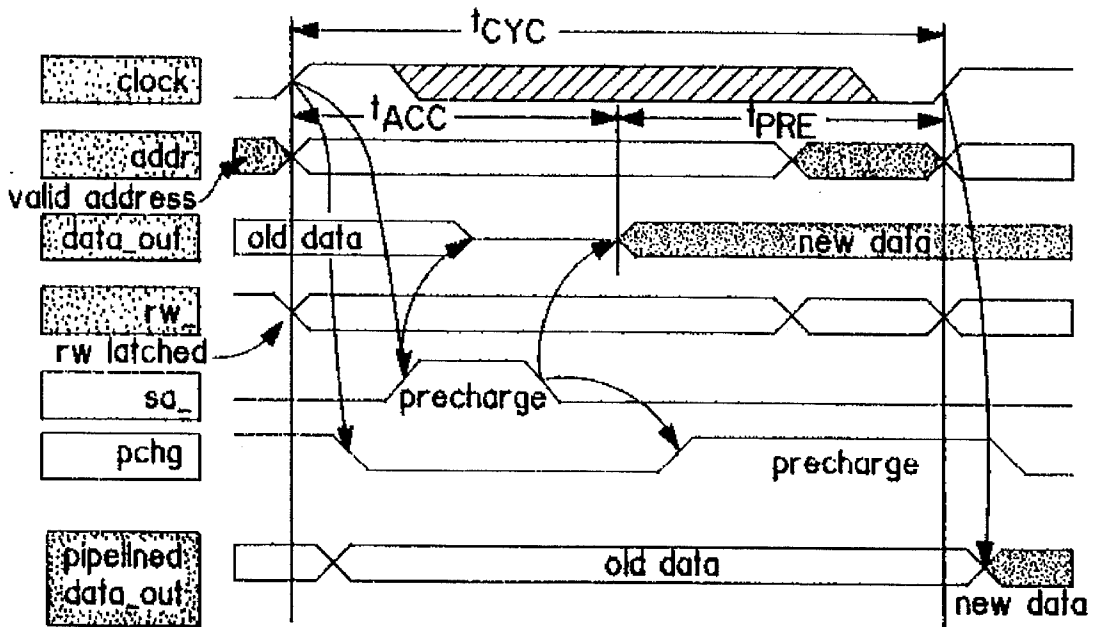 tCYC
clock
tACC
tPRE
addr
valid address
data_out
old data
new data
rw_
rw latched
sa_
precharge
pchg
precharge
pipelined
data_out
old data
new data